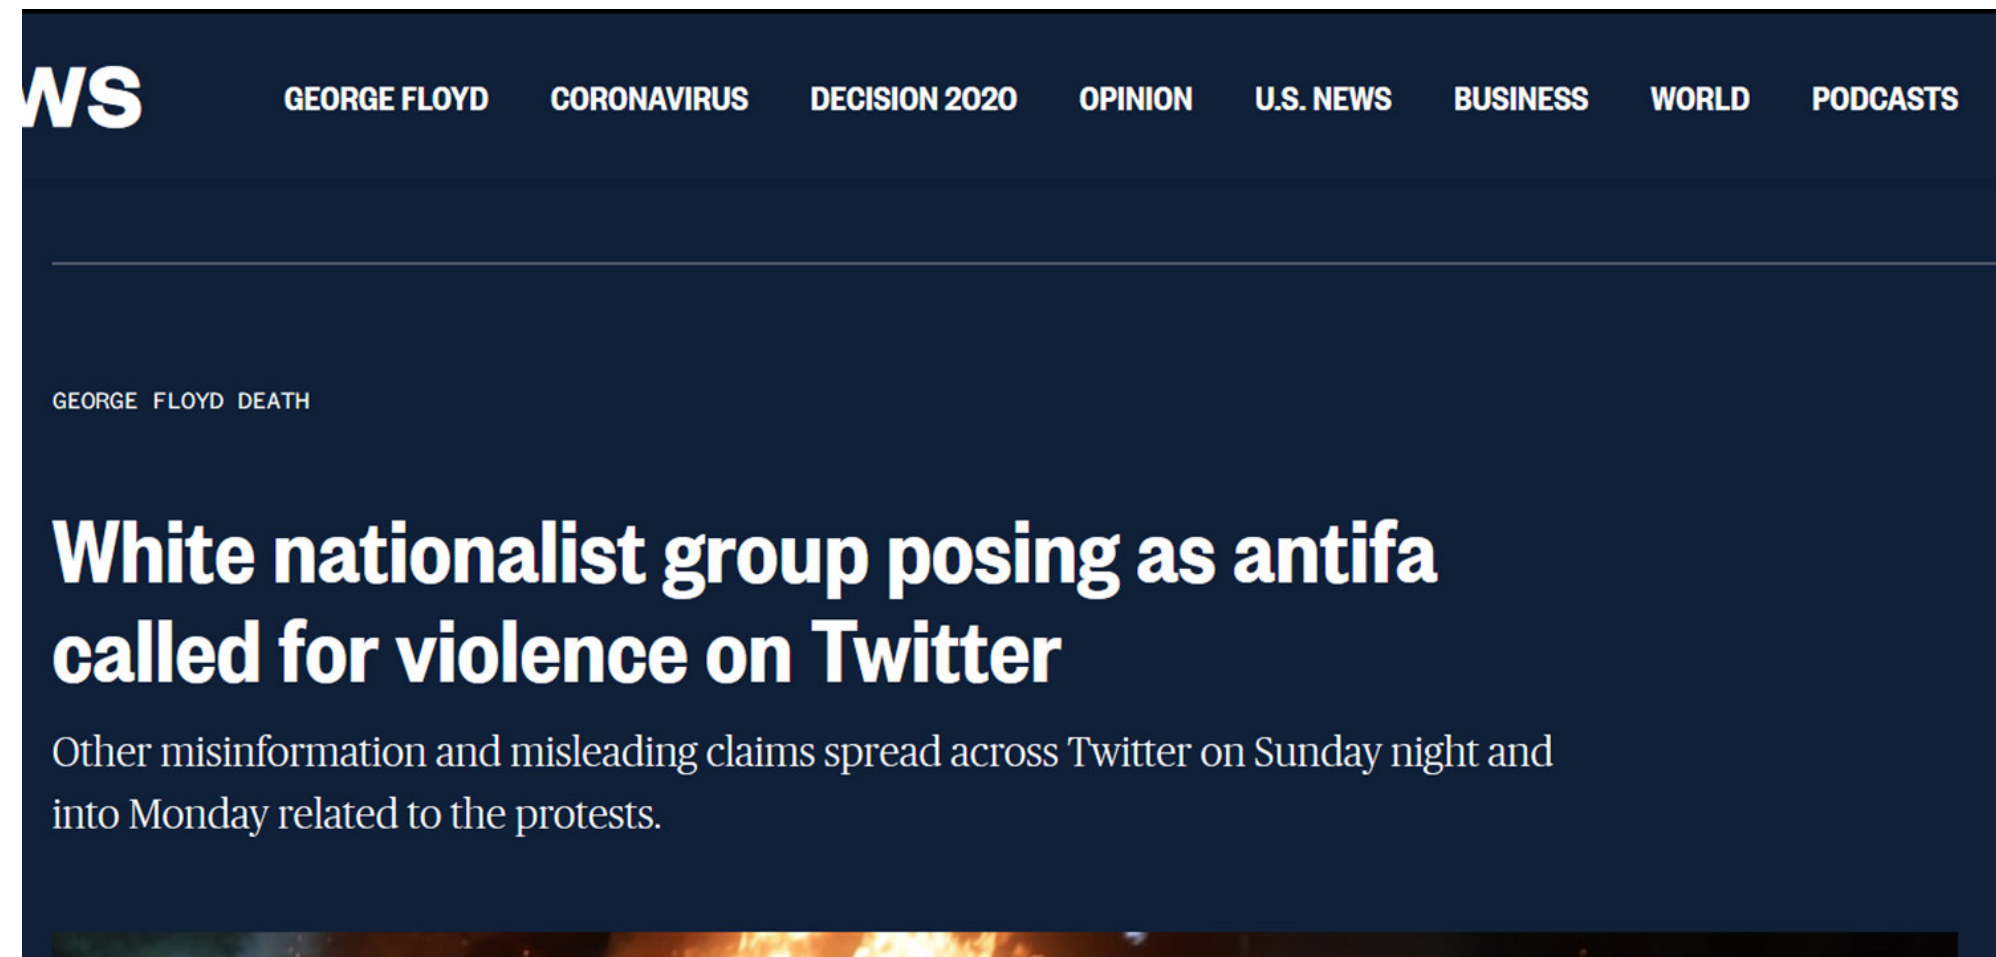 WS GEORGE FLOYD CORONAVIRUS DECISION 2020 OPINION U.S. NEWS BUSINESS WORLD PODCASTS
GEORGE FLOYD DEATH
White nationalist group posing as antifa
called for violence on Twitter
Other misinformation and misleading claims spread across Twitter on Sunday night and
into Monday related to the protests.